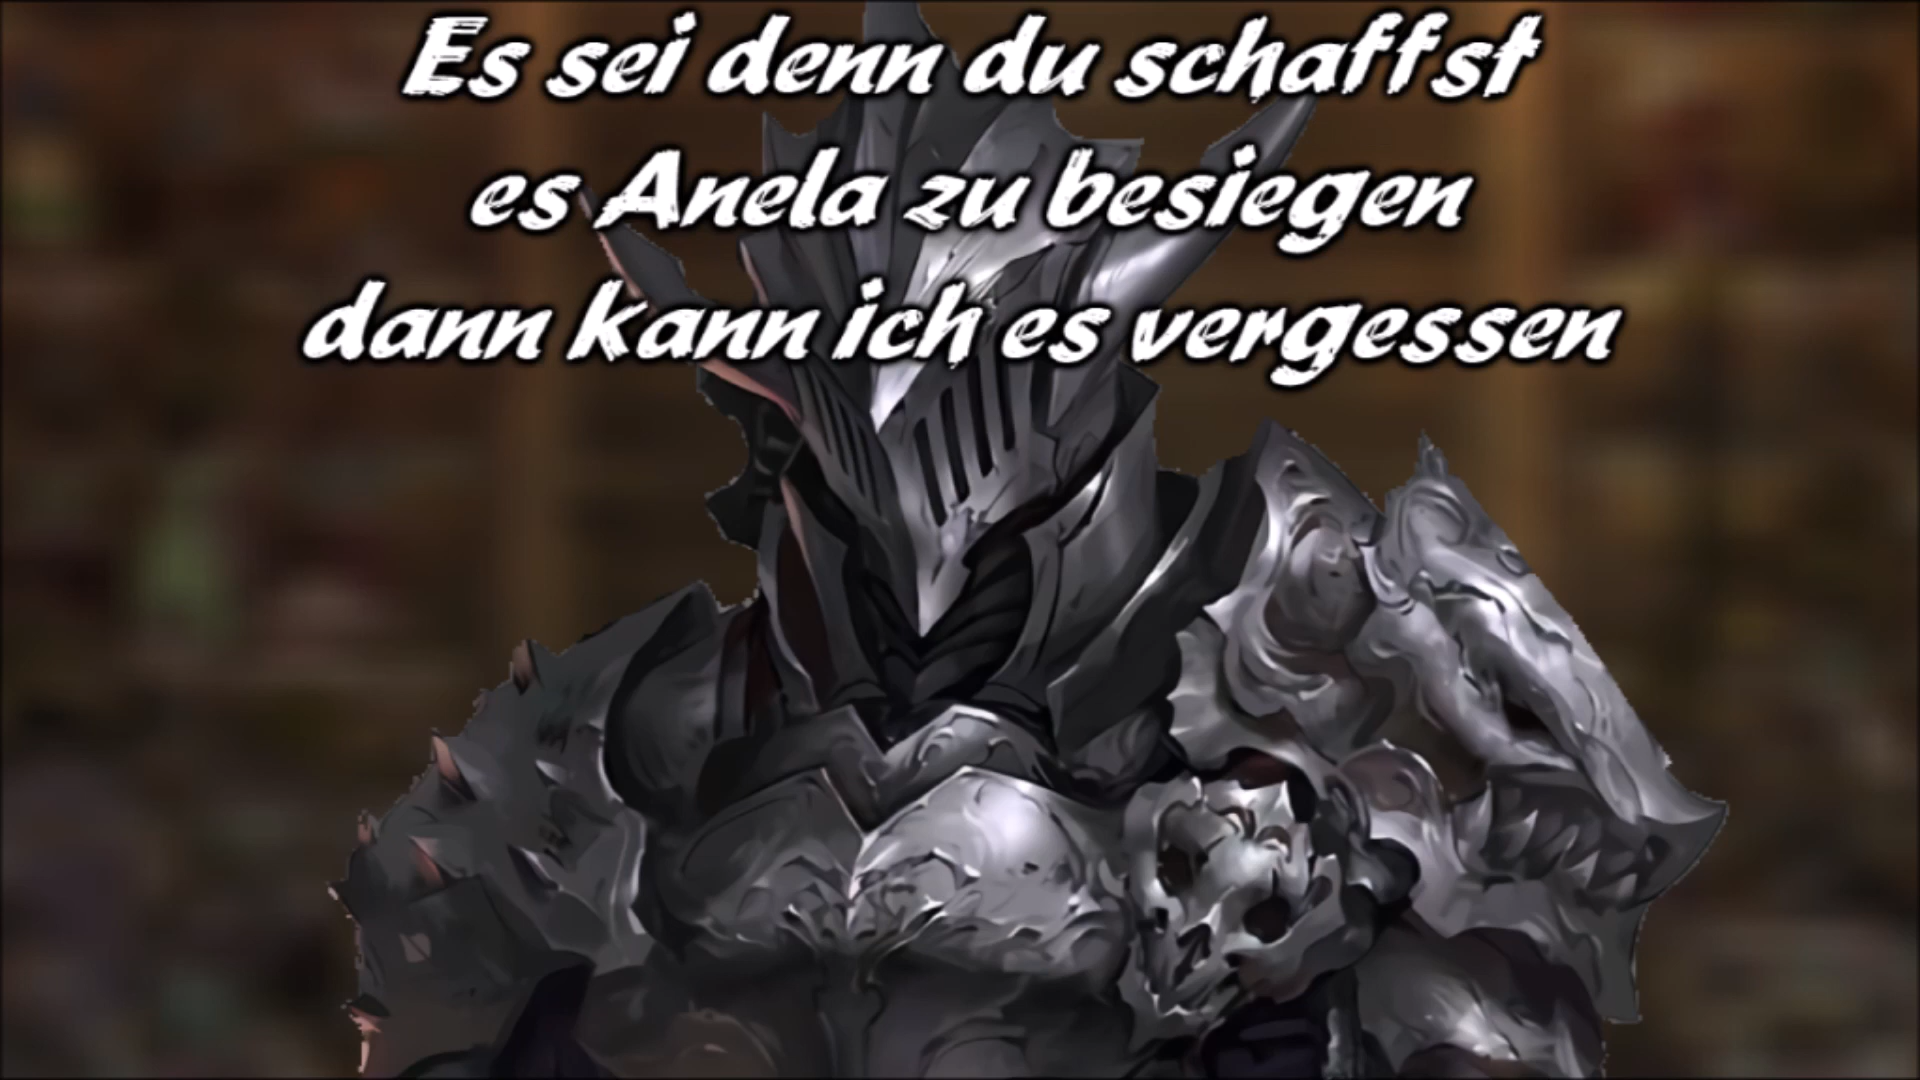 Es sei denn du schaffst
es Anela zu besiegen
dann kann ich es vergessen